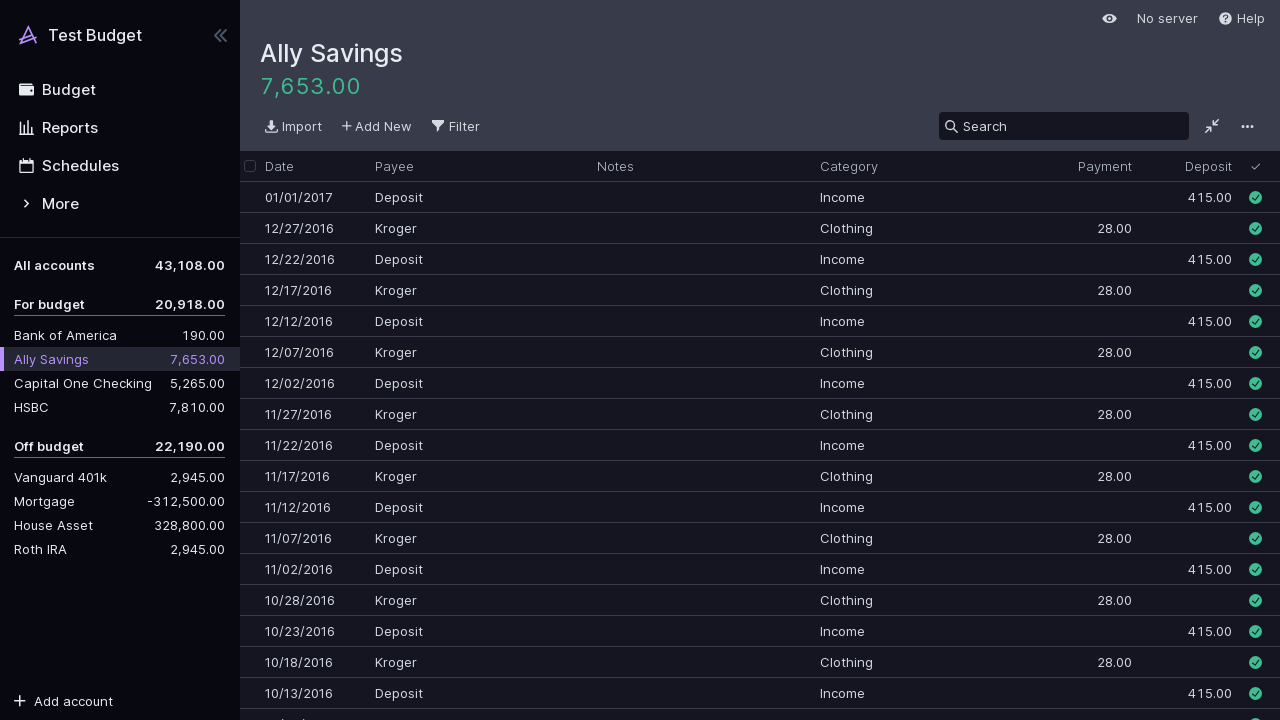 Test Budget
Budget
Reports
Schedules
More
All accounts 43,108.00
For budget 20,918.00
Bank of America 190.00
Ally Savings 7,653.00
Capital One Checking 5,265.00
HSBC 7,810.00
Off budget 22,190.00
Vanguard 401k 2,945.00
Mortgage -312,500.00
House Asset 328,800.00
Roth IRA 2,945.00
Add account
No server Help
Ally Savings
7,653.00
Import Add New Filter Search
Date Payee Notes Category Payment Deposit
01/01/2017 Deposit Income 415.00
12/27/2016 Kroger Clothing 28.00
12/22/2016 Deposit Income 415.00
12/17/2016 Kroger Clothing 28.00
12/12/2016 Deposit Income 415.00
12/07/2016 Kroger Clothing 28.00
12/02/2016 Deposit Income 415.00
11/27/2016 Kroger Clothing 28.00
11/22/2016 Deposit Income 415.00
11/17/2016 Kroger Clothing 28.00
11/12/2016 Deposit Income 415.00
11/07/2016 Kroger Clothing 28.00
11/02/2016 Deposit Income 415.00
10/28/2016 Kroger Clothing 28.00
10/23/2016 Deposit Income 415.00
10/18/2016 Kroger Clothing 28.00
10/13/2016 Deposit Income 415.00